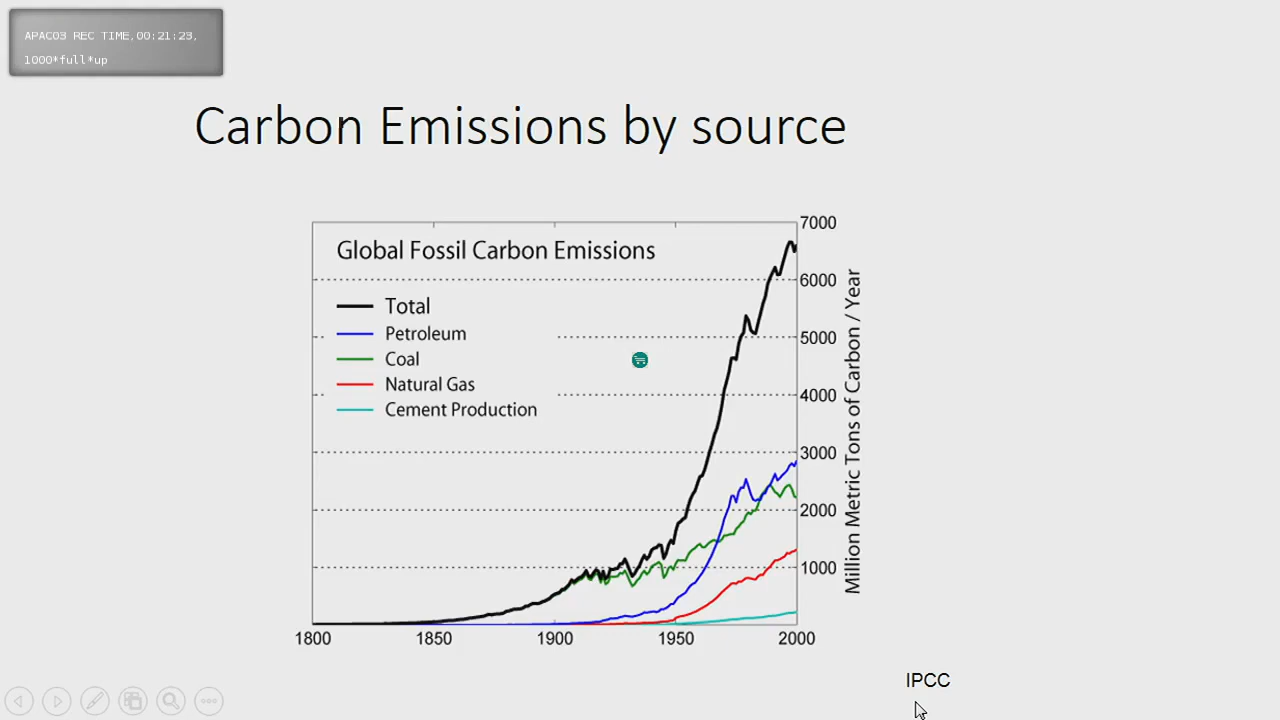 APAC03 REC TIME,00:21:23,
1000*full*up
Carbon Emissions by source
Global Fossil Carbon Emissions
Total
Petroleum
Coal
Natural Gas
Cement Production
7000
6000
5000
4000
3000
2000
1000
Million Metric Tons of Carbon / Year
1800
1850
1900
1950
2000
IPCC